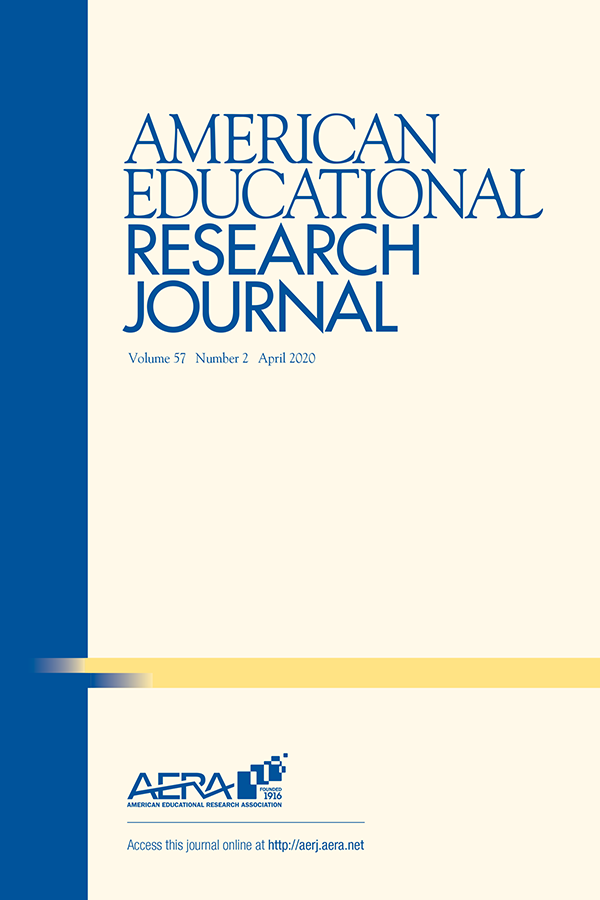 AMERICAN
EDUCATIONAL
RESEARCH
JOURNAL
Volume 57 Number 2 April 2020
AERA
FOUNDED
1916
AMERICAN EDUCATIONAL RESEARCH ASSOCIATION
Access this journal online at http://aerj.aera.net